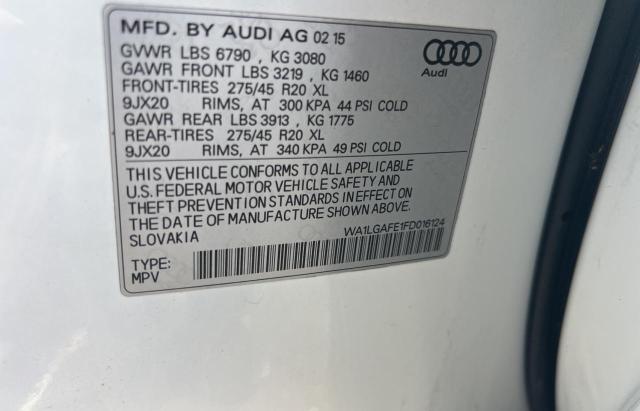 MFD. BY AUDI AG 02 15
GVWR LBS 6790 , KG 3080
GAWR FRONT LBS 3219 , KG 1460
FRONT-TIRES 275/45 R20 XL
9JX20 RIMS, AT 300 KPA 44 PSI COLD
GAWR REAR LBS 3913 , KG 1775
REAR-TIRES 275/45 R20 XL
9JX20 RIMS, AT 340 KPA 49 PSI COLD
Audi
THIS VEHICLE CONFORMS TO ALL APPLICABLE
U.S. FEDERAL MOTOR VEHICLE SAFETY AND
THEFT PREVENTION STANDARDS IN EFFECT ON
THE DATE OF MANUFACTURE SHOWN ABOVE.
SLOVAKIA
WA1LGAFE1FD016124
TYPE:
MPV